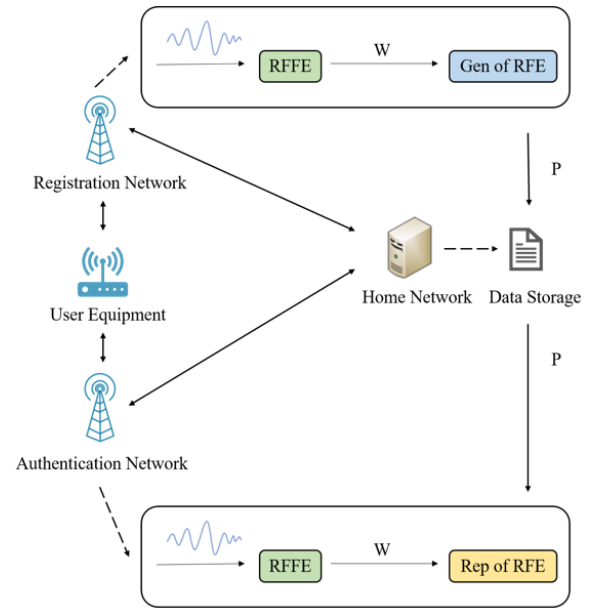 W
RFFE
Gen of RFE
P
Registration Network
User Equipment
Home Network
Data Storage
P
Authentication Network
W
RFFE
Rep of RFE